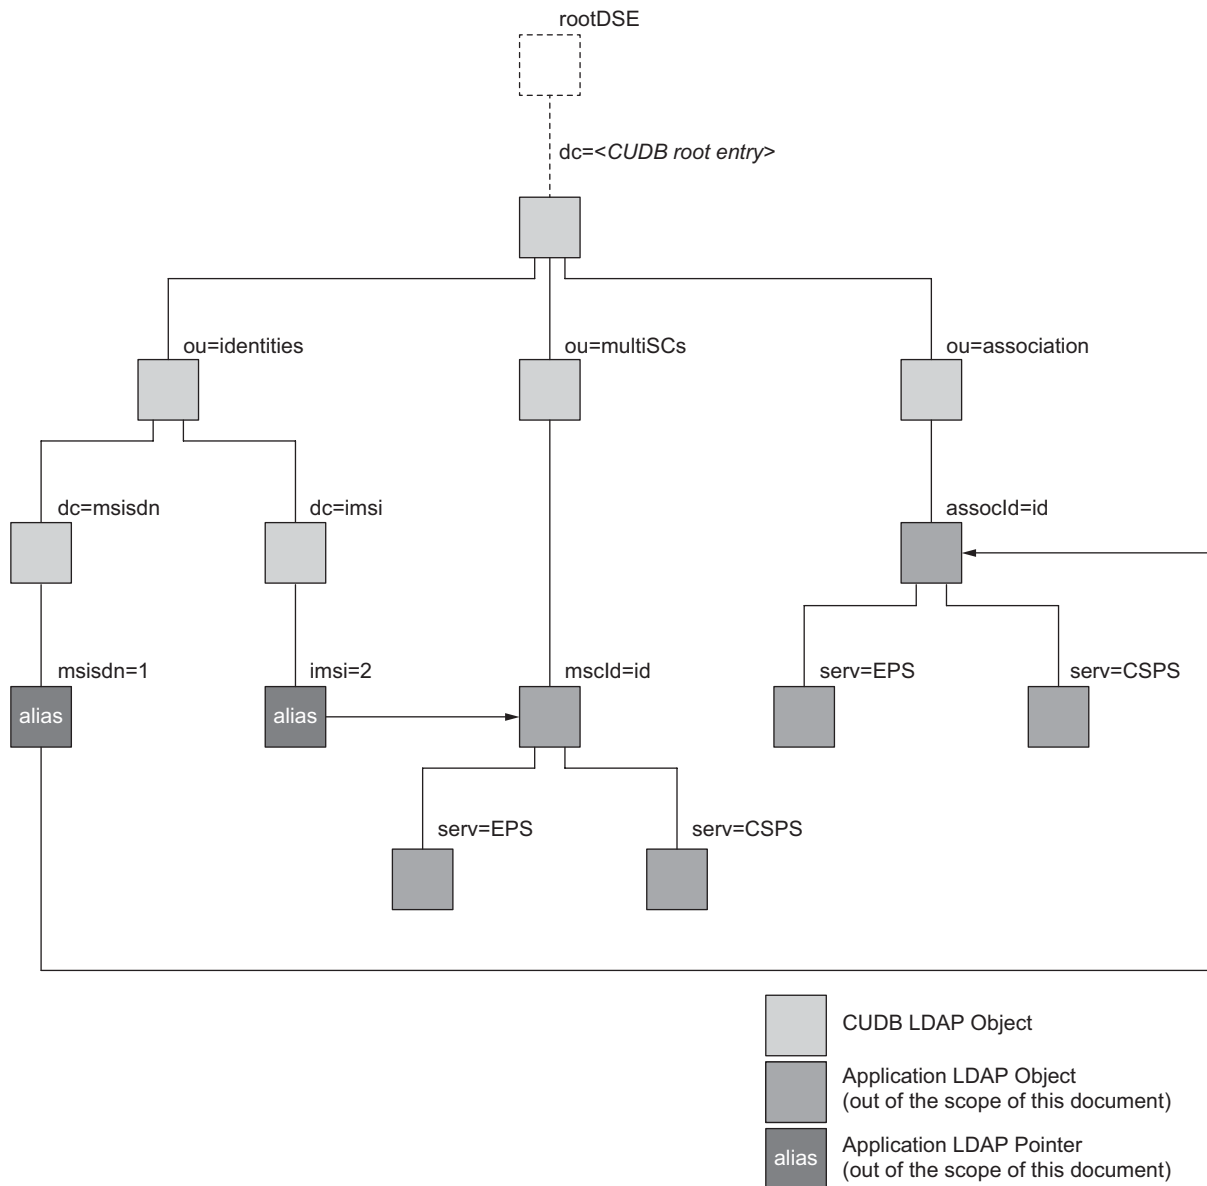 rootDSE
dc=<CUDB root entry>
ou=identities
ou=multiSCs
ou=association
dc=msisdn
dc=imsi
assocId=id
msisdn=1
imsi=2
mscId=id
serv=EPS
serv=CSPS
alias
alias
serv=EPS
serv=CSPS
CUDB LDAP Object
Application LDAP Object
(out of the scope of this document)
alias
Application LDAP Pointer
(out of the scope of this document)